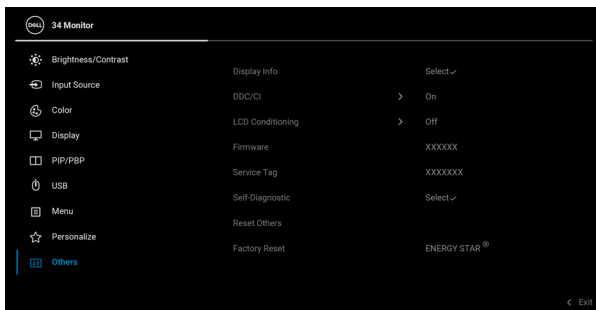 DELL 34 Monitor
Brightness/Contrast
Input Source
Color
Display
PIP/PBP
USB
Menu
Personalize
Others
Display Info Select ✓
DDC/CI > On
LCD Conditioning > Off
Firmware XXXXXX
Service Tag XXXXXXX
Self-Diagnostic Select ✓
Reset Others
Factory Reset ENERGY STAR ®
< Exit